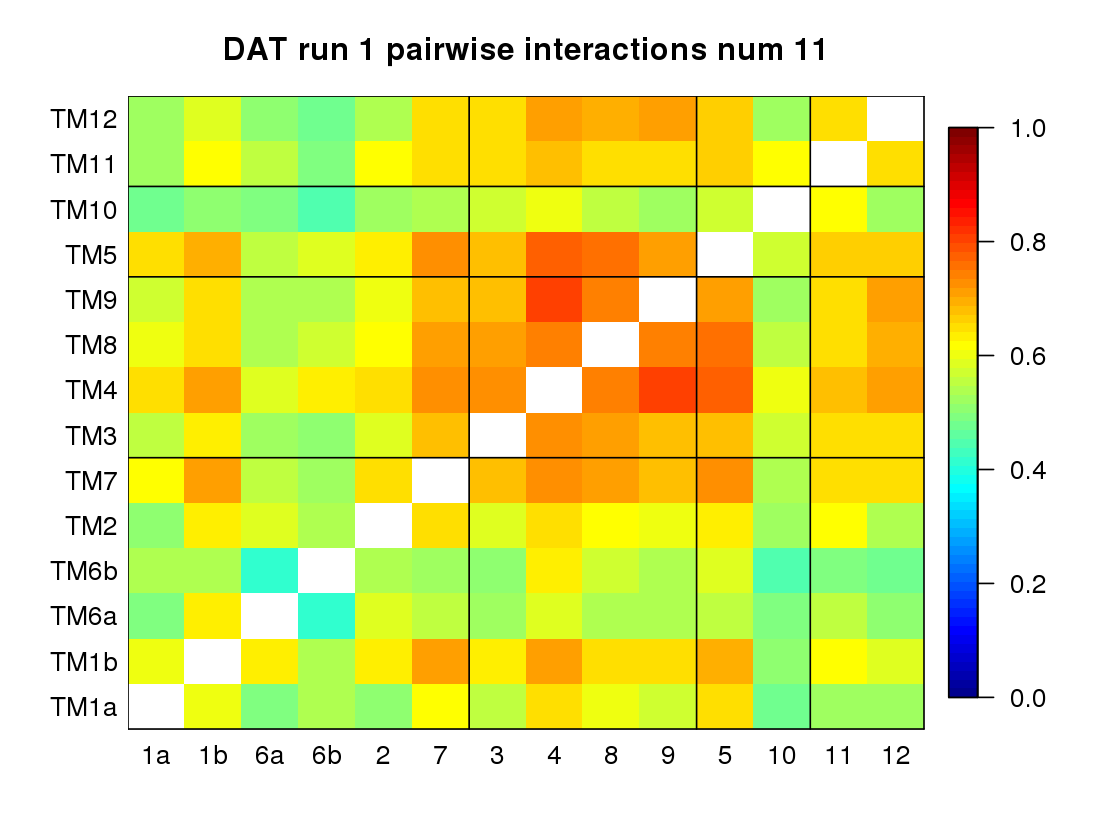 DAT run 1 pairwise interactions num 11
TM12
TM11
TM10
TM5
TM9
TM8
TM4
TM3
TM7
TM2
TM6b
TM6a
TM1b
TM1a
1a 1b 6a 6b 2 7 3 4 8 9 5 10 11 12
1.0
0.8
0.6
0.4
0.2
0.0